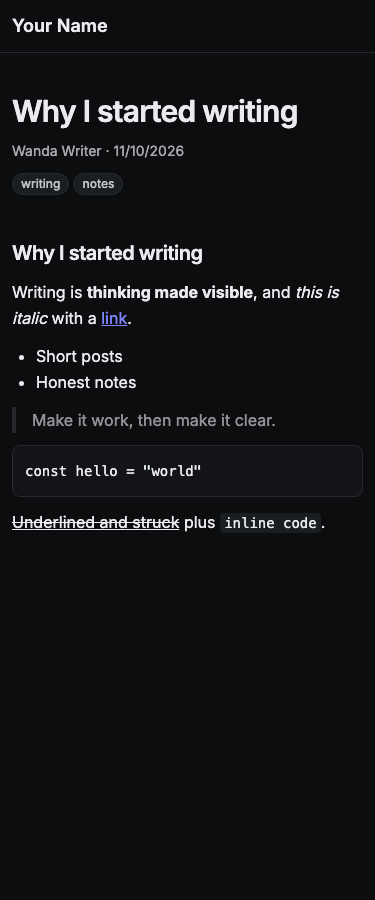 Your Name
Why I started writing
Wanda Writer · 11/10/2026
writing notes
Why I started writing
Writing is thinking made visible, and this is
italic with a link.
• Short posts
• Honest notes
Make it work, then make it clear.
const hello = "world"
Underlined and struck plus inline code.